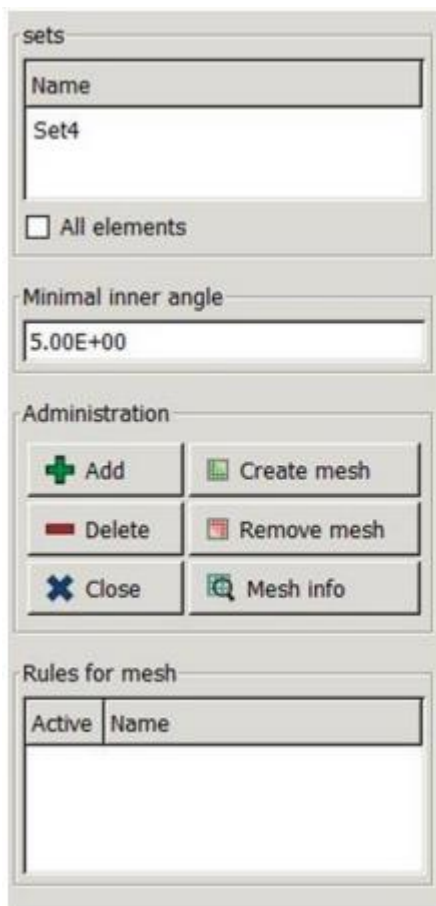 sets
Name
Set4
All elements
Minimal inner angle
5.00E+00
Administration
Add
Create mesh
Delete
Remove mesh
Close
Mesh info
Rules for mesh
Active Name